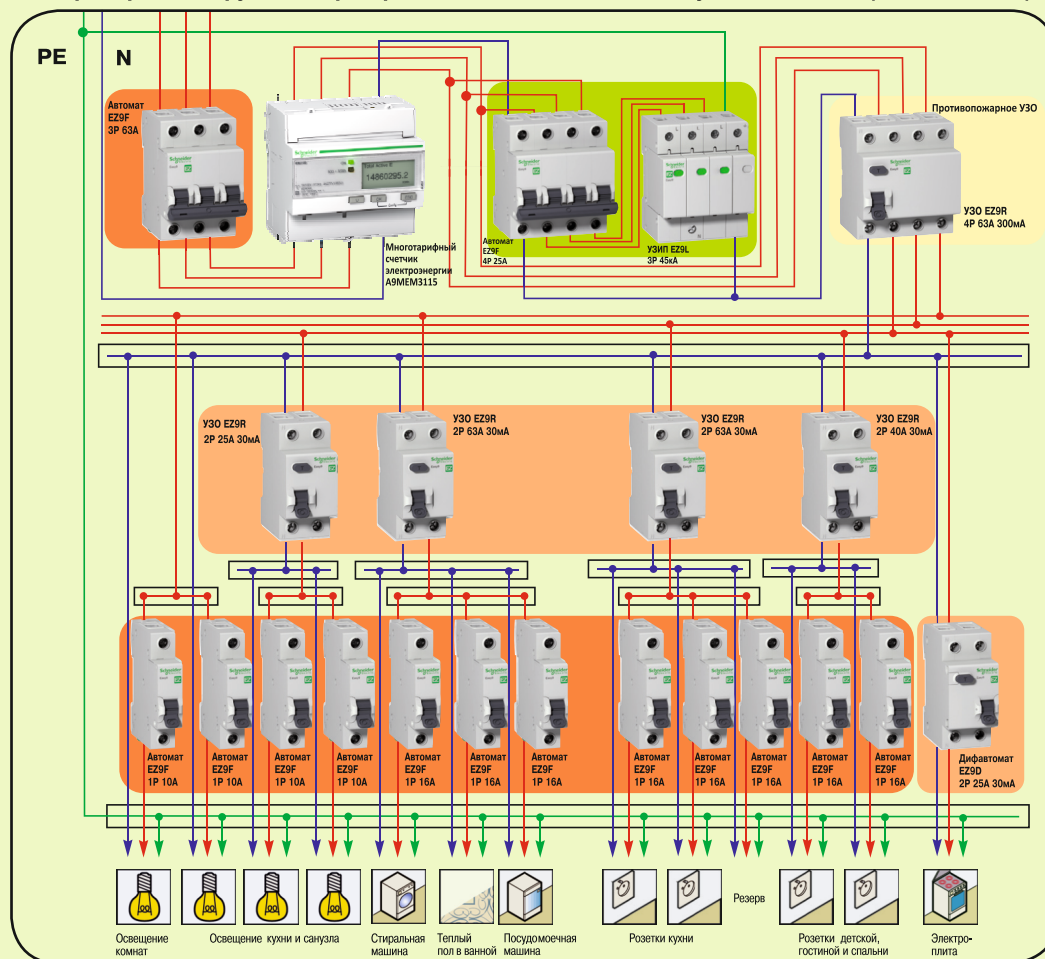 PE
N
Автомат
EZ9F
3P 63A
Многотарифный
счетчик
электроэнергии
A9MEM3115
14860295.2
Автомат
EZ9F
4P 25A
УЗИП EZ9L
3P 45кА
Противопожарное УЗО
УЗО EZ9R
4P 63A 300мА
УЗО EZ9R
2P 25A 30мА
УЗО EZ9R
2P 63A 30мА
УЗО EZ9R
2P 63A 30мА
УЗО EZ9R
2P 40A 30мА
Автомат
EZ9F
1P 10A
Автомат
EZ9F
1P 10A
Автомат
EZ9F
1P 10A
Автомат
EZ9F
1P 10A
Автомат
EZ9F
1P 16A
Автомат
EZ9F
1P 16A
Автомат
EZ9F
1P 16A
Автомат
EZ9F
1P 16A
Автомат
EZ9F
1P 16A
Автомат
EZ9F
1P 16A
Автомат
EZ9F
1P 16A
Автомат
EZ9F
1P 16A
Дифавтомат
EZ9D
2P 25A 30мА
Освещение
комнат
Освещение кухни и санузла
Стиральная
машина
Теплый
пол в ванной
Посудомоечная
машина
Розетки кухни
Резерв
Розетки детской,
гостиной и спальни
Электро-
плита